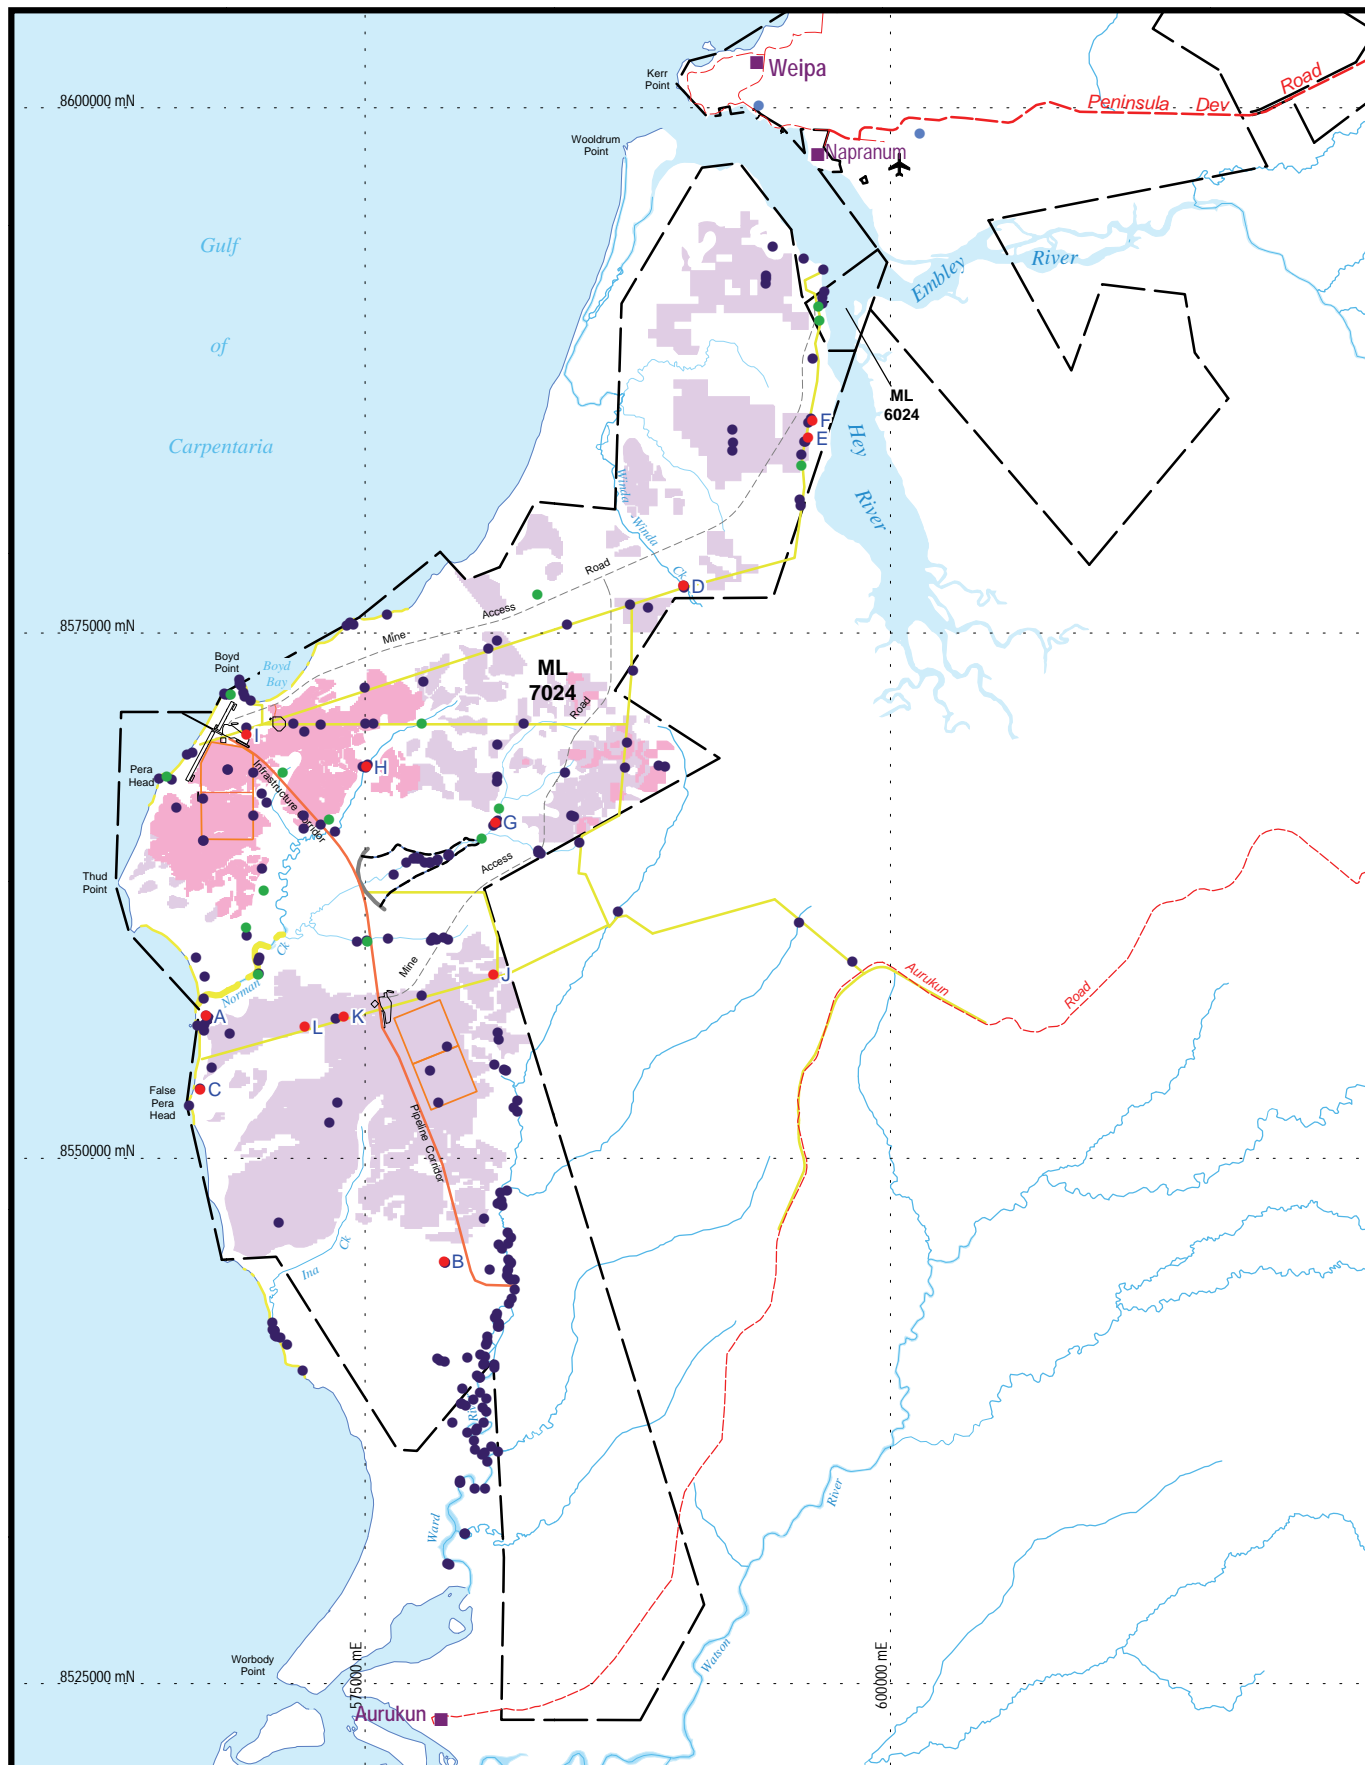 Kerr
Point
Weipa
8600000 mN
Peninsula Dev Road
Wooldrum
Point
Napranum
Gulf
of
Carpentaria
Embley River
ML
6024
F
E
Hey
River
Winda
Winda
Ck
D
Mine Access Road
8575000 mN
Boyd
Point
Boyd
Bay
ML
7024
Road
I
Pera
Head
Infrastructure Corridor
H
G
Access
Thud
Point
Ck
Mine
J
Aurukun
Road
Norman
A
L
K
C
False
Pera
Head
Pipeline Corridor
8550000 mN
Ck
Ina
B
River
Ward
Watson
Worbody
Point
8525000 mN
575000 mE
600000 mE
Aurukun